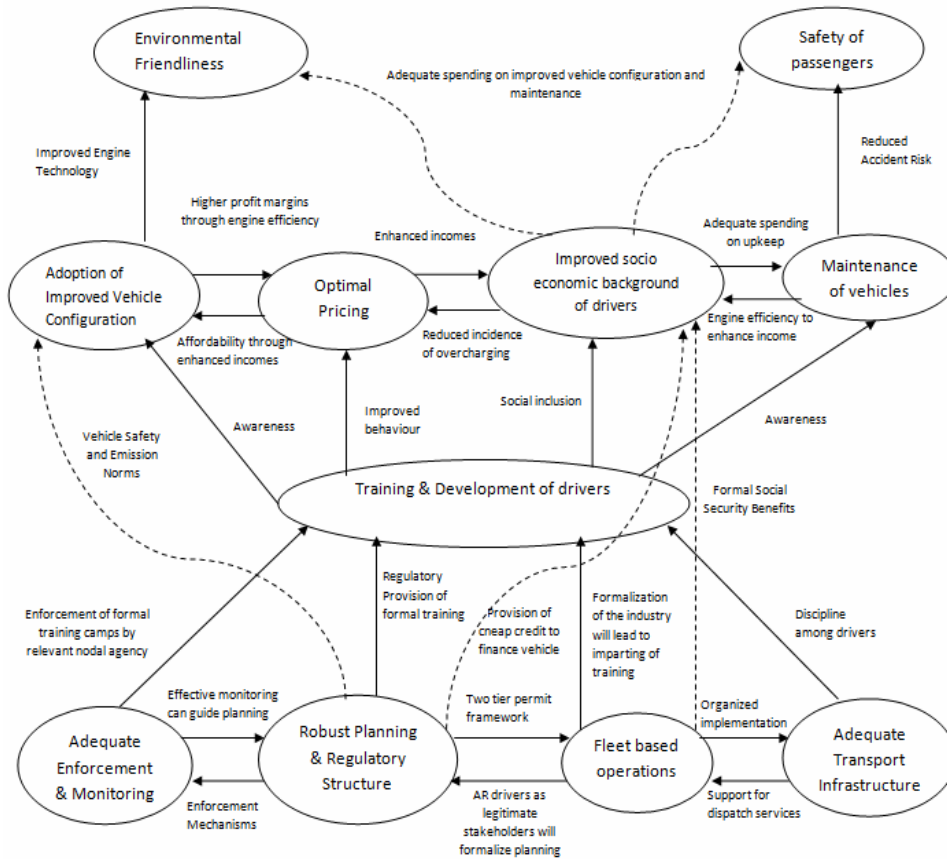 Environmental
Friendliness
Safety of
passengers
Adequate spending on improved vehicle configuration and
maintenance
Improved Engine
Technology
Reduced
Accident Risk
Higher profit margins
through engine efficiency
Enhanced incomes
Adequate spending
on upkeep
Adoption of
Improved Vehicle
Configuration
Optimal
Pricing
Improved socio
economic background
of drivers
Maintenance
of vehicles
Affordability through
enhanced incomes
Reduced incidence
of overcharging
Engine efficiency to
enhance income
Vehicle Safety
and Emission
Norms
Awareness
Improved
behaviour
Social inclusion
Awareness
Training & Development of drivers
Formal Social
Security Benefits
Enforcement of formal
training camps by
relevant nodal agency
Regulatory
Provision of
formal training
Provision of
cheap credit to
finance vehicle
Formalization
of the industry
will lead to
imparting of
training
Discipline
among drivers
Effective monitoring
can guide planning
Two tier permit
framework
Organized
implementation
Adequate
Enforcement
& Monitoring
Robust Planning
& Regulatory
Structure
Fleet based
operations
Adequate
Transport
Infrastructure
Enforcement
Mechanisms
AR drivers as
legitimate
stakeholders will
formalize planning
Support for
dispatch services